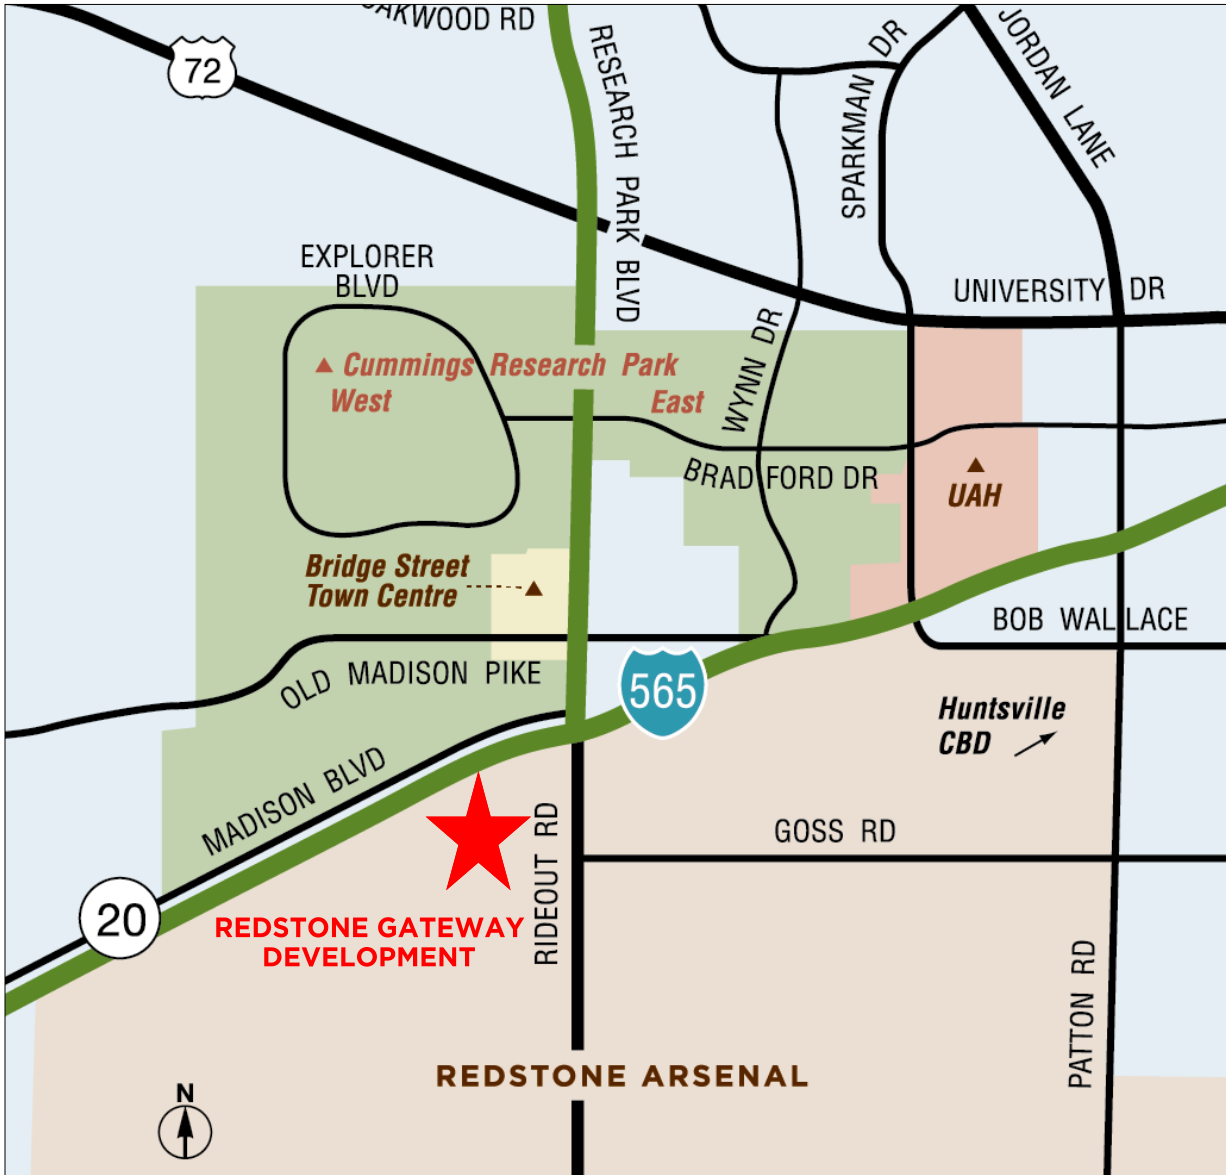 OAKWOOD RD
72
RESEARCH PARK BLVD
SPARKMAN DR
JORDAN LANE
EXPLORER
BLVD
UNIVERSITY DR
WYNN DR
Cummings Research Park
West
East
BRADFORD DR
UAH
Bridge Street
Town Centre
BOB WALLACE
OLD MADISON PIKE
565
Huntsville
CBD
MADISON BLVD
GOSS RD
RIDEOUT RD
20
REDSTONE GATEWAY
DEVELOPMENT
PATTON RD
REDSTONE ARSENAL
N